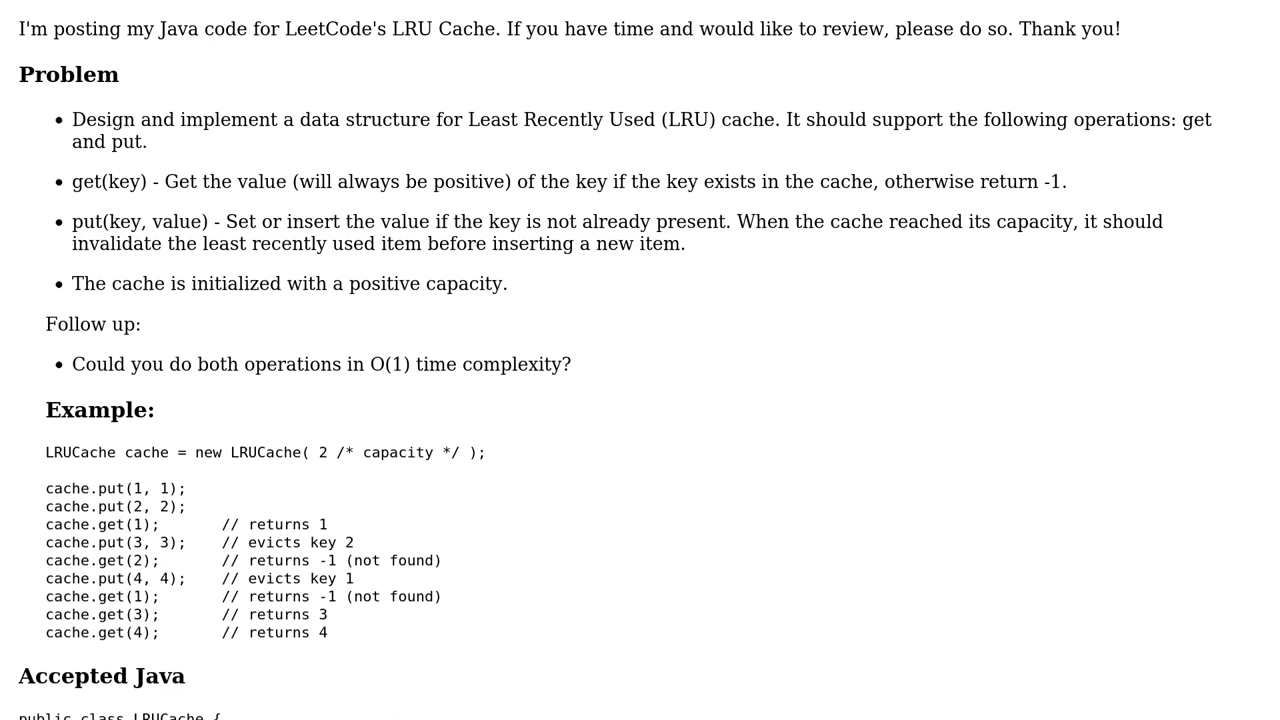 I'm posting my Java code for LeetCode's LRU Cache. If you have time and would like to review, please do so. Thank you!
Problem
• Design and implement a data structure for Least Recently Used (LRU) cache. It should support the following operations: get
and put.
• get(key) - Get the value (will always be positive) of the key if the key exists in the cache, otherwise return -1.
• put(key, value) - Set or insert the value if the key is not already present. When the cache reached its capacity, it should
invalidate the least recently used item before inserting a new item.
• The cache is initialized with a positive capacity.
Follow up:
• Could you do both operations in O(1) time complexity?
Example:
LRUCache cache = new LRUCache( 2 /* capacity */ );
cache.put(1, 1);
cache.put(2, 2);
cache.get(1);       // returns 1
cache.put(3, 3);    // evicts key 2
cache.get(2);       // returns -1 (not found)
cache.put(4, 4);    // evicts key 1
cache.get(1);       // returns -1 (not found)
cache.get(3);       // returns 3
cache.get(4);       // returns 4
Accepted Java
public class LRUCache {